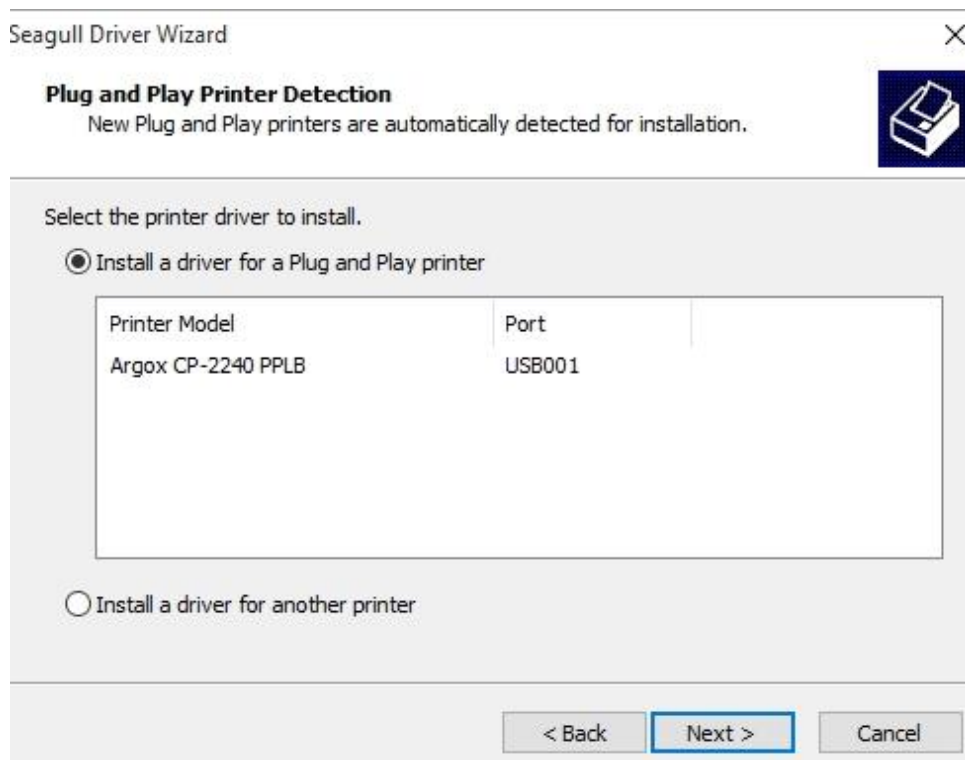 Seagull Driver Wizard
Plug and Play Printer Detection
New Plug and Play printers are automatically detected for installation.
Select the printer driver to install.
Install a driver for a Plug and Play printer
Printer Model Port
Argox CP-2240 PPLB USB001
Install a driver for another printer
< Back Next > Cancel